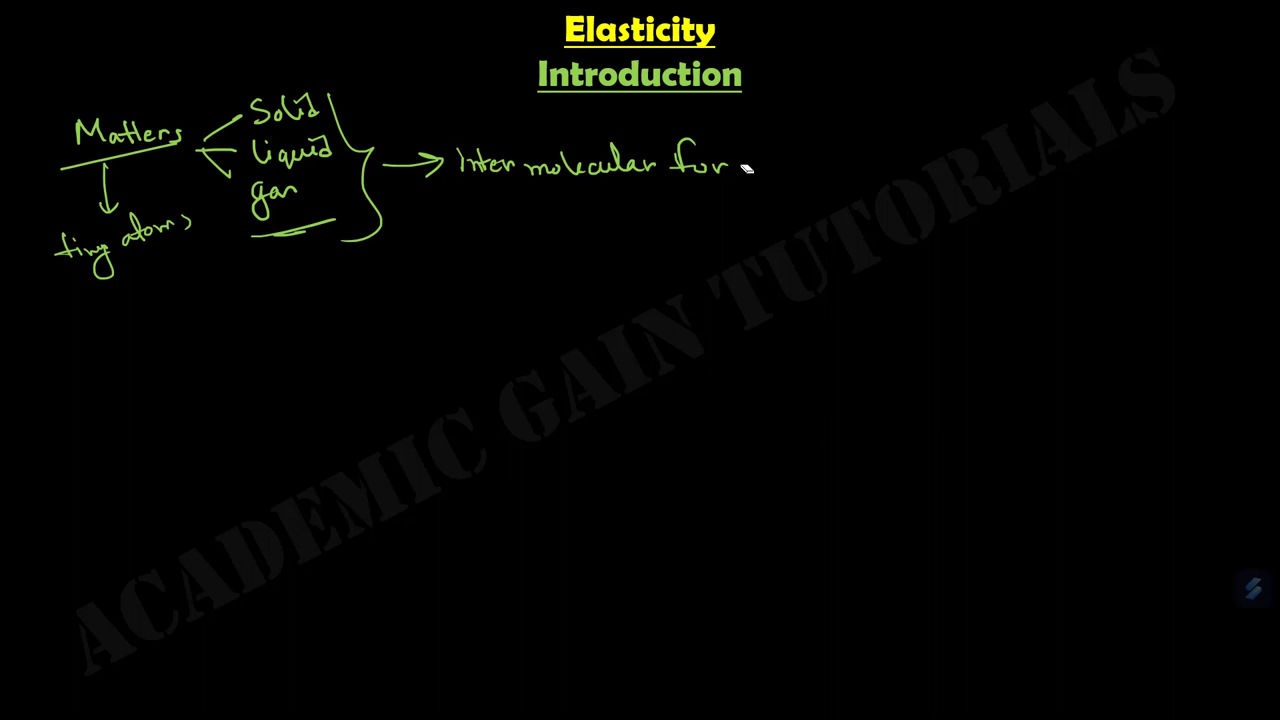 Elasticity
Introduction
Matters
Solid
liquid
gas
tiny atoms
Inter molecular for
ACADEMIC GAIN TUTORIALS